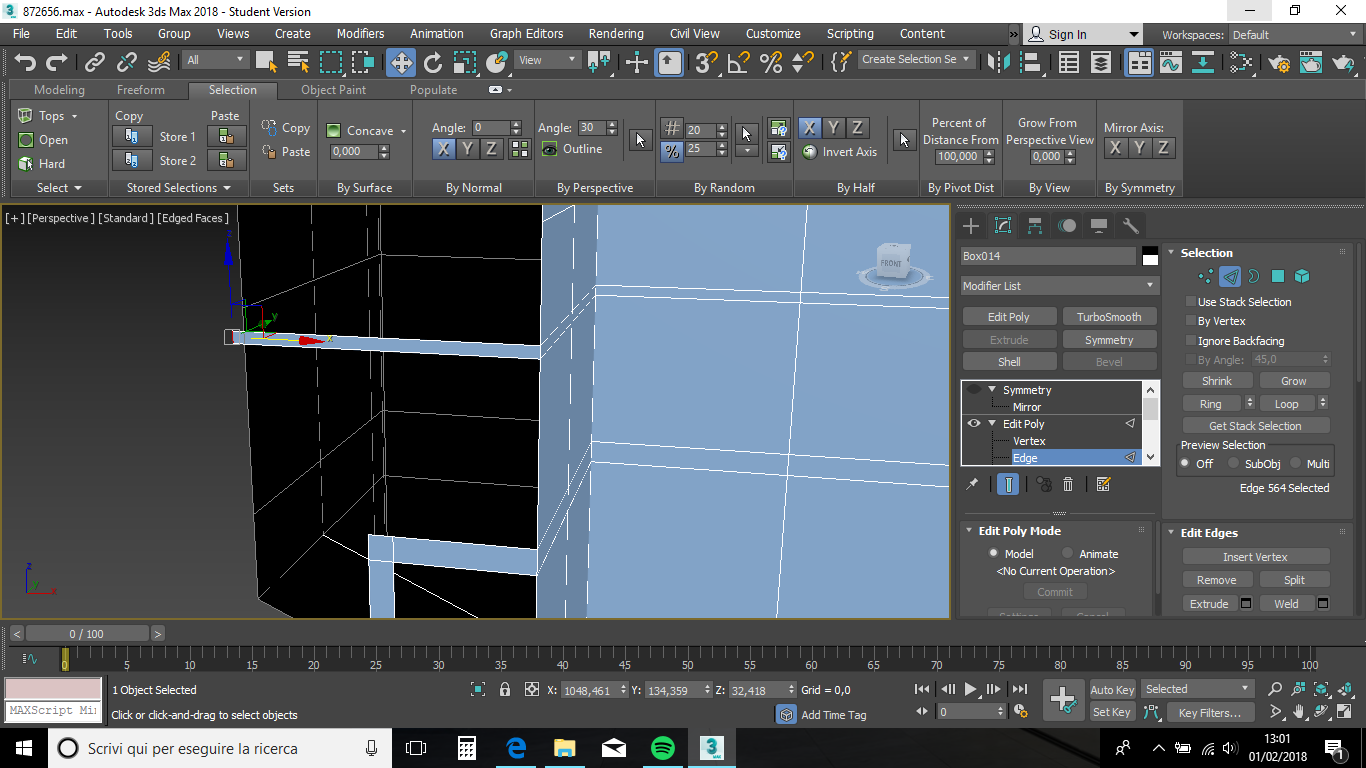 872656.max - Autodesk 3ds Max 2018 - Student Version
File Edit Tools Group Views Create Modifiers Animation Graph Editors Rendering Civil View Customize Scripting Content » Sign In Workspaces: Default
All View Create Selection Se
Modeling Freeform Selection Object Paint Populate
Tops Copy Paste Copy Concave Angle: 0 Angle: 30 20 X Y Z Percent of Grow From Mirror Axis:
Open Store 1 Paste 0,000 X Y Z Outline % 25 Invert Axis Distance From Perspective View X Y Z
Hard Store 2 100,000 0,000
Select Stored Selections Sets By Surface By Normal By Perspective By Random By Half By Pivot Dist By View By Symmetry
[+] [Perspective] [Standard] [Edged Faces]
z
y
x
FRONT
z
y
x
Box014
Modifier List
Edit Poly TurboSmooth
Extrude Symmetry
Shell Bevel
Symmetry
Mirror
Edit Poly
Vertex
Edge
Edit Poly Mode
Model Animate
<No Current Operation>
Commit
Settings Cancel
Selection
Use Stack Selection
By Vertex
Ignore Backfacing
By Angle: 45,0
Shrink Grow
Ring Loop
Get Stack Selection
Preview Selection
Off SubObj Multi
Edge 564 Selected
Edit Edges
Insert Vertex
Remove Split
Extrude Weld
< 0 / 100 >
0 5 10 15 20 25 30 35 40 45 50 55 60 65 70 75 80 85 90 95 100
1 Object Selected X: 1048,461 Y: 134,359 Z: 32,418 Grid = 0,0 Auto Key Selected
MAXScript Mi Click or click-and-drag to select objects Add Time Tag 0 Set Key Key Filters...
Scrivi qui per eseguire la ricerca
3
MAX
13:01
01/02/2018
1